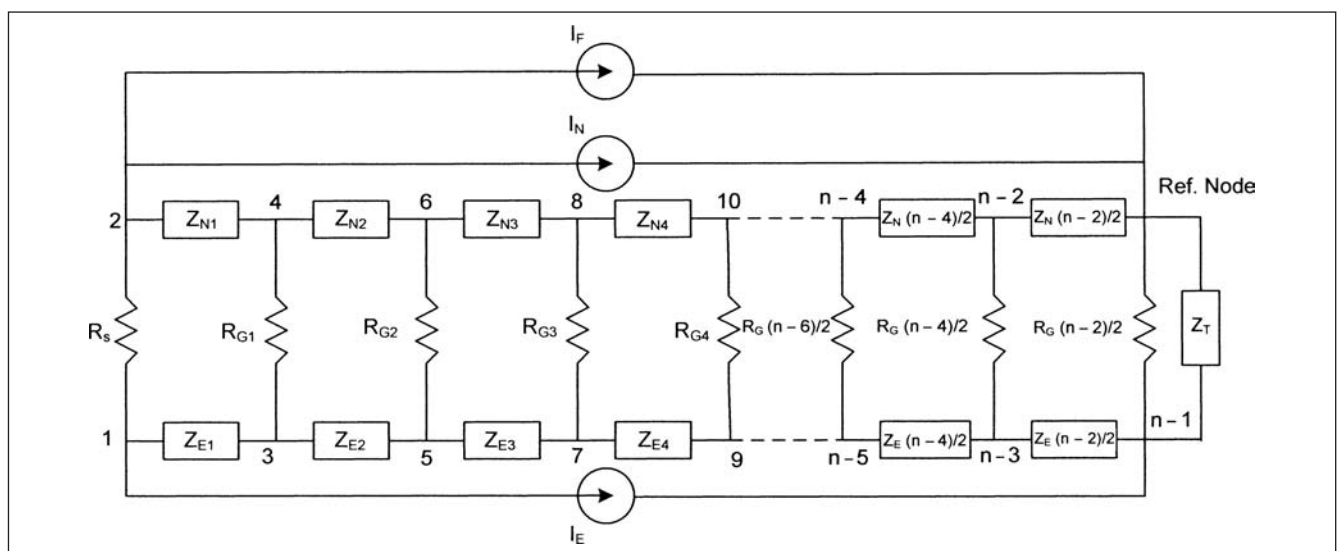 I_F
I_N
Ref. Node
2 Z_N1 4 Z_N2 6 Z_N3 8 Z_N4 10 n-4 Z_N (n-4)/2 n-2 Z_N (n-2)/2
R_s R_G1 R_G2 R_G3 R_G4 R_G (n-6)/2 R_G (n-4)/2 R_G (n-2)/2 Z_T
1 Z_E1 3 Z_E2 5 Z_E3 7 Z_E4 9 n-5 Z_E (n-4)/2 n-3 Z_E (n-2)/2 n-1
I_E